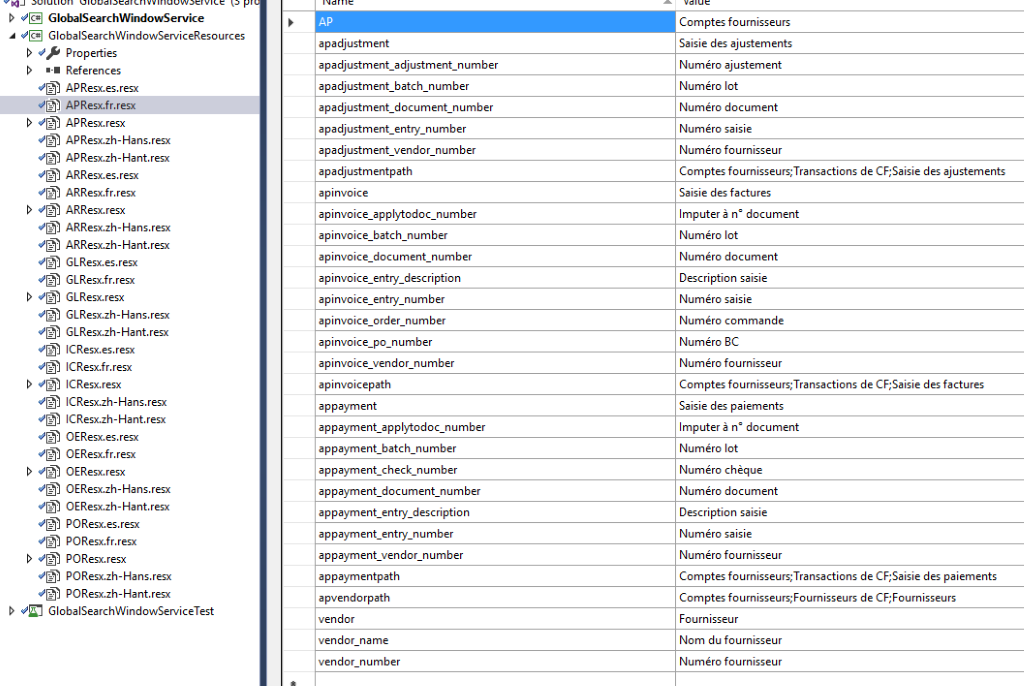 Solution 'GlobalSearchWindowService' (3 pro
GlobalSearchWindowService
GlobalSearchWindowServiceResources
Properties
References
APResx.es.resx
APResx.fr.resx
APResx.resx
APResx.zh-Hans.resx
APResx.zh-Hant.resx
ARResx.es.resx
ARResx.fr.resx
ARResx.resx
ARResx.zh-Hans.resx
ARResx.zh-Hant.resx
GLResx.es.resx
GLResx.fr.resx
GLResx.resx
GLResx.zh-Hans.resx
GLResx.zh-Hant.resx
ICResx.es.resx
ICResx.fr.resx
ICResx.resx
ICResx.zh-Hans.resx
ICResx.zh-Hant.resx
OEResx.es.resx
OEResx.fr.resx
OEResx.resx
OEResx.zh-Hans.resx
OEResx.zh-Hant.resx
POResx.es.resx
POResx.fr.resx
POResx.resx
POResx.zh-Hans.resx
POResx.zh-Hant.resx
GlobalSearchWindowServiceTest
Name Value
AP Comptes fournisseurs
apadjustment Saisie des ajustements
apadjustment_adjustment_number Numéro ajustement
apadjustment_batch_number Numéro lot
apadjustment_document_number Numéro document
apadjustment_entry_number Numéro saisie
apadjustment_vendor_number Numéro fournisseur
apadjustmentpath Comptes fournisseurs;Transactions de CF;Saisie des ajustements
apinvoice Saisie des factures
apinvoice_applytodoc_number Imputer à n° document
apinvoice_batch_number Numéro lot
apinvoice_document_number Numéro document
apinvoice_entry_description Description saisie
apinvoice_entry_number Numéro saisie
apinvoice_order_number Numéro commande
apinvoice_po_number Numéro BC
apinvoice_vendor_number Numéro fournisseur
apinvoicepath Comptes fournisseurs;Transactions de CF;Saisie des factures
appayment Saisie des paiements
appayment_applytodoc_number Imputer à n° document
appayment_batch_number Numéro lot
appayment_check_number Numéro chèque
appayment_document_number Numéro document
appayment_entry_description Description saisie
appayment_entry_number Numéro saisie
appayment_vendor_number Numéro fournisseur
appaymentpath Comptes fournisseurs;Transactions de CF;Saisie des paiements
apvendorpath Comptes fournisseurs;Fournisseurs de CF;Fournisseurs
vendor Fournisseur
vendor_name Nom du fournisseur
vendor_number Numéro fournisseur